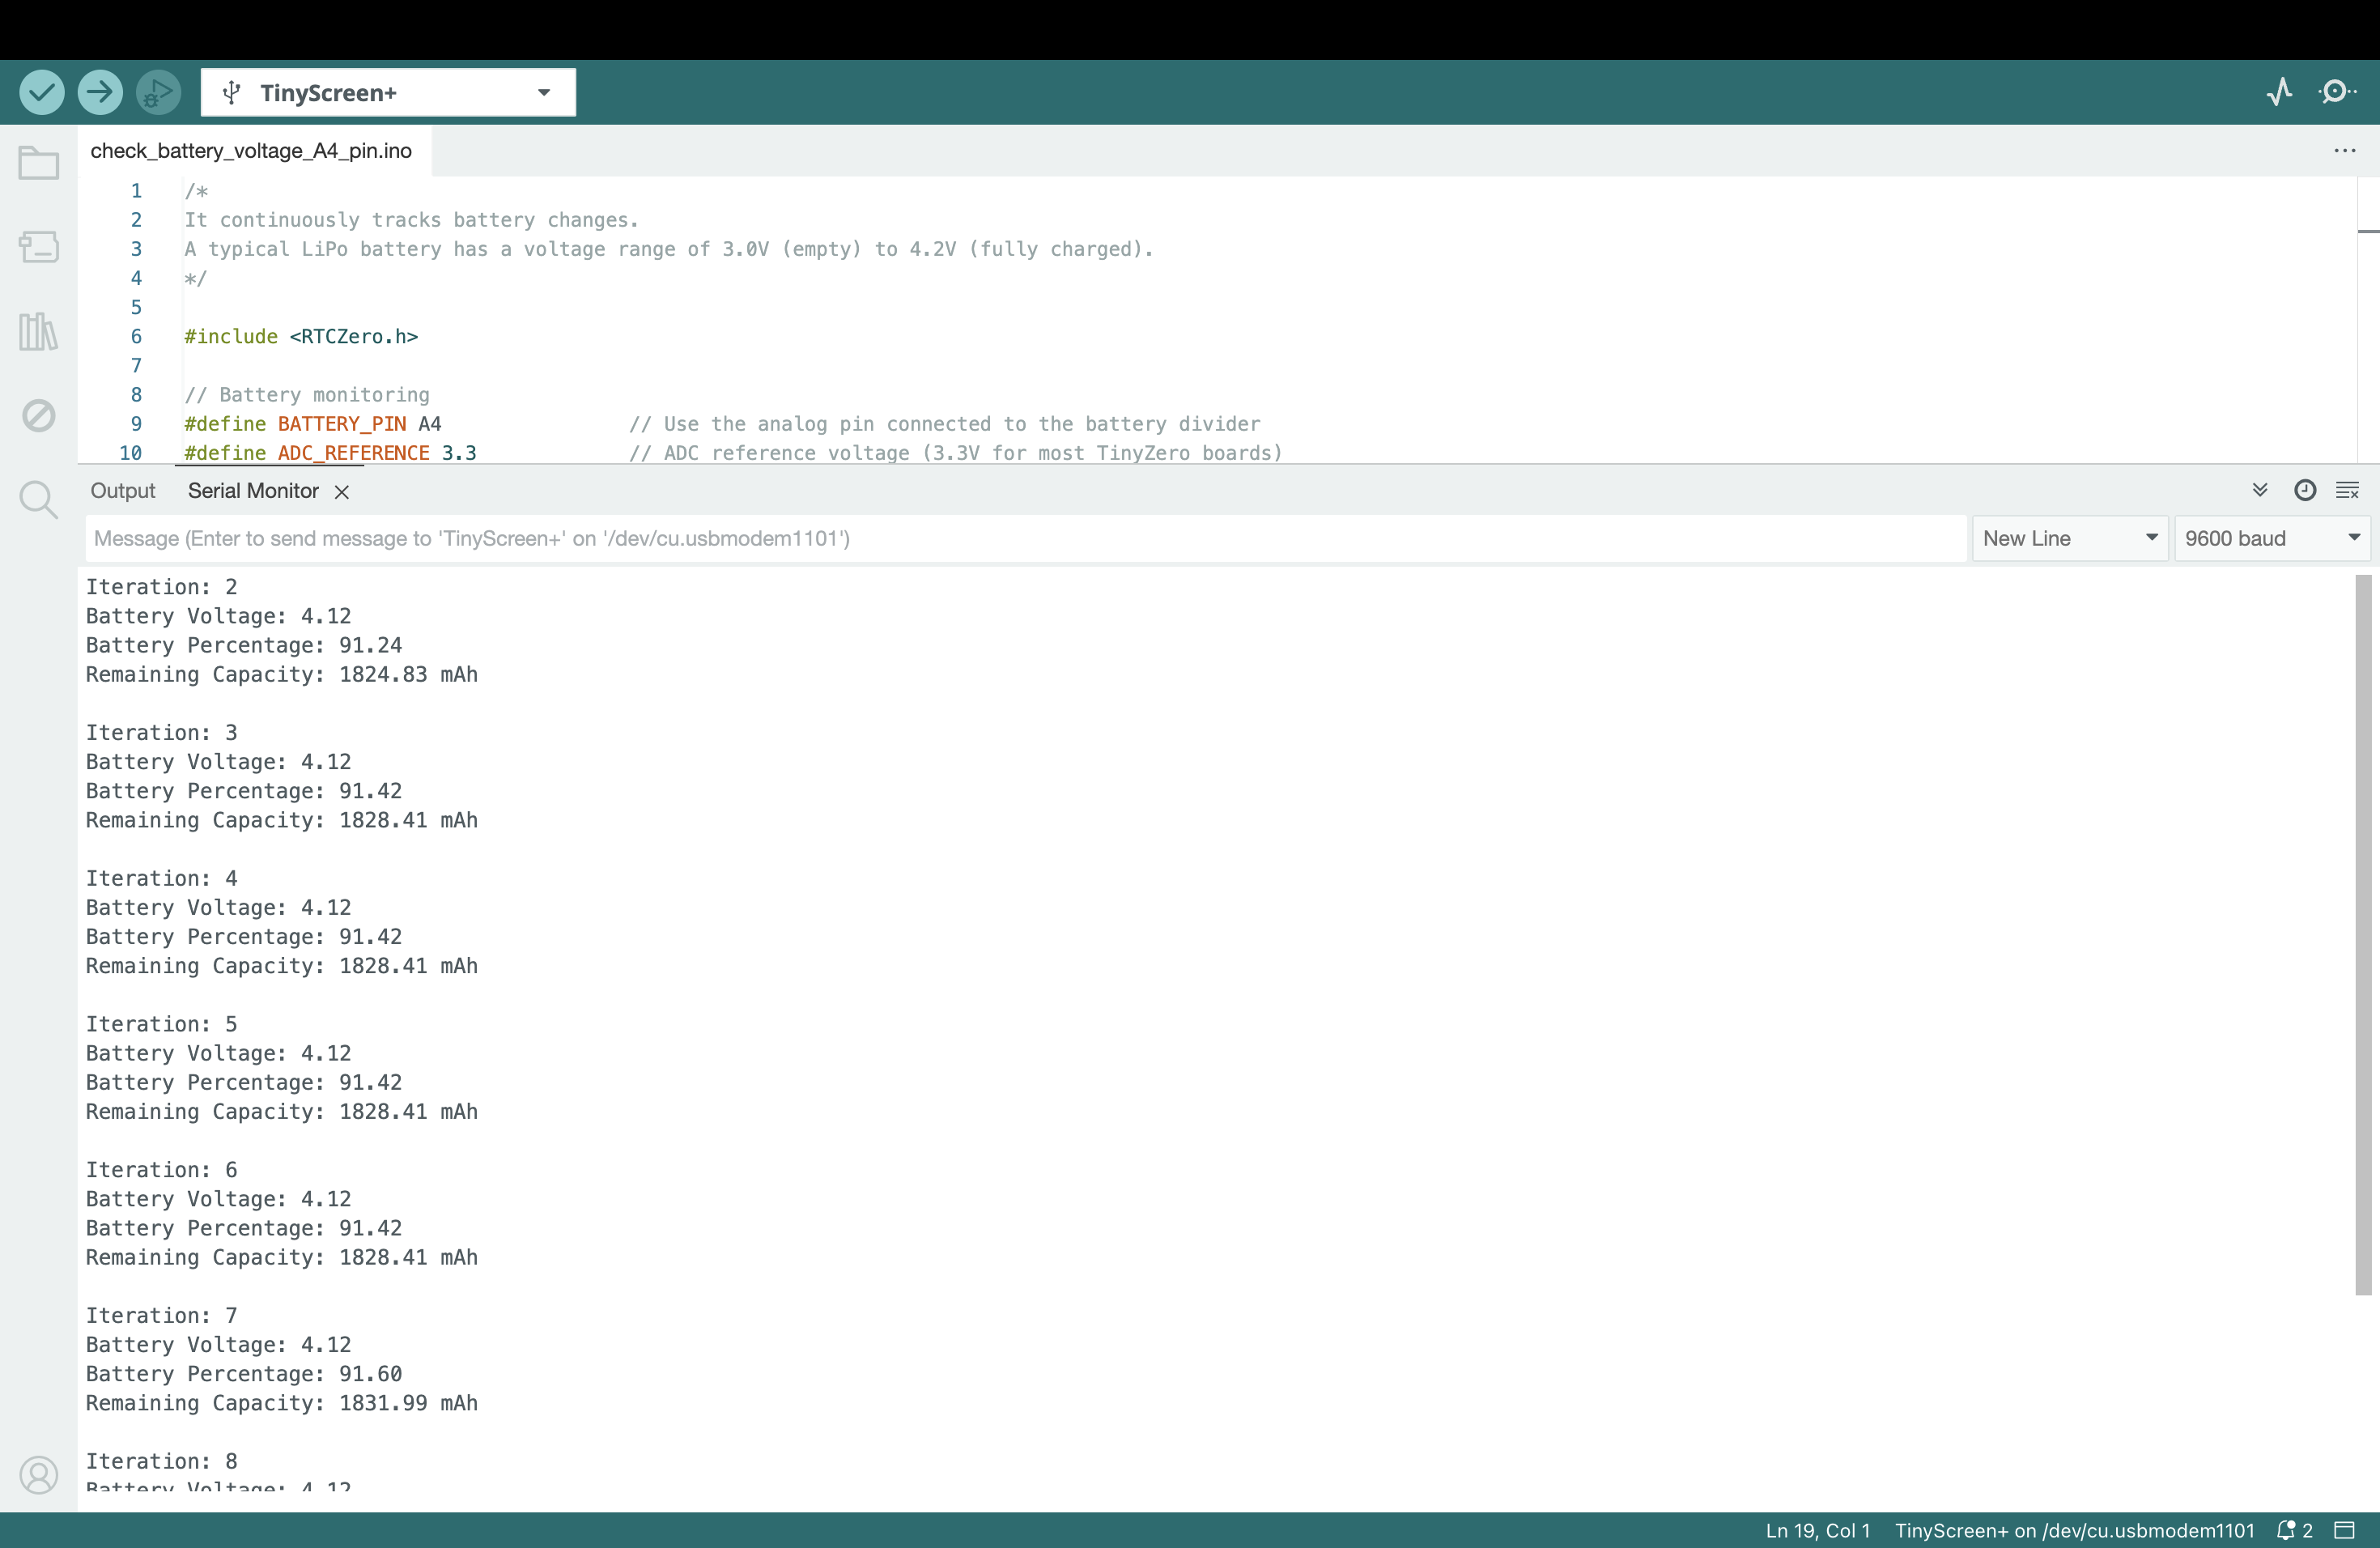 TinyScreen+
check_battery_voltage_A4_pin.ino
1 /*
2 It continuously tracks battery changes.
3 A typical LiPo battery has a voltage range of 3.0V (empty) to 4.2V (fully charged).
4 */
5
6 #include <RTCZero.h>
7
8 // Battery monitoring
9 #define BATTERY_PIN A4 // Use the analog pin connected to the battery divider
10 #define ADC_REFERENCE 3.3 // ADC reference voltage (3.3V for most TinyZero boards)
Output Serial Monitor
Message (Enter to send message to 'TinyScreen+' on '/dev/cu.usbmodem1101') New Line 9600 baud
Iteration: 2
Battery Voltage: 4.12
Battery Percentage: 91.24
Remaining Capacity: 1824.83 mAh
Iteration: 3
Battery Voltage: 4.12
Battery Percentage: 91.42
Remaining Capacity: 1828.41 mAh
Iteration: 4
Battery Voltage: 4.12
Battery Percentage: 91.42
Remaining Capacity: 1828.41 mAh
Iteration: 5
Battery Voltage: 4.12
Battery Percentage: 91.42
Remaining Capacity: 1828.41 mAh
Iteration: 6
Battery Voltage: 4.12
Battery Percentage: 91.42
Remaining Capacity: 1828.41 mAh
Iteration: 7
Battery Voltage: 4.12
Battery Percentage: 91.60
Remaining Capacity: 1831.99 mAh
Iteration: 8
Battery Voltage: 4.12
Ln 19, Col 1 TinyScreen+ on /dev/cu.usbmodem1101 2